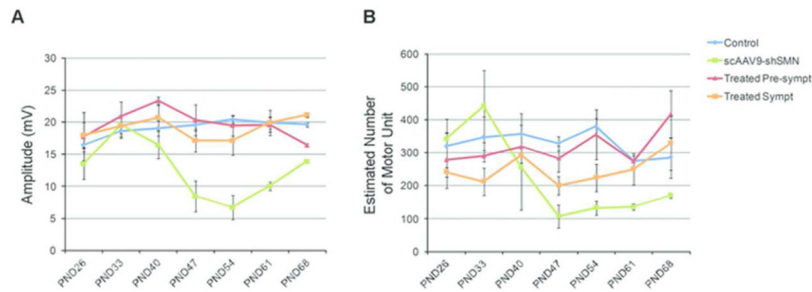 A
Amplitude (mV)
30
25
20
15
10
5
0
PND26
PND33
PND40
PND47
PND54
PND61
PND68
B
Estimated Number
of Motor Unit
600
500
400
300
200
100
0
PND26
PND33
PND40
PND47
PND54
PND61
PND68
Control
scAAV9-shSMN
Treated Pre-sympt
Treated Sympt